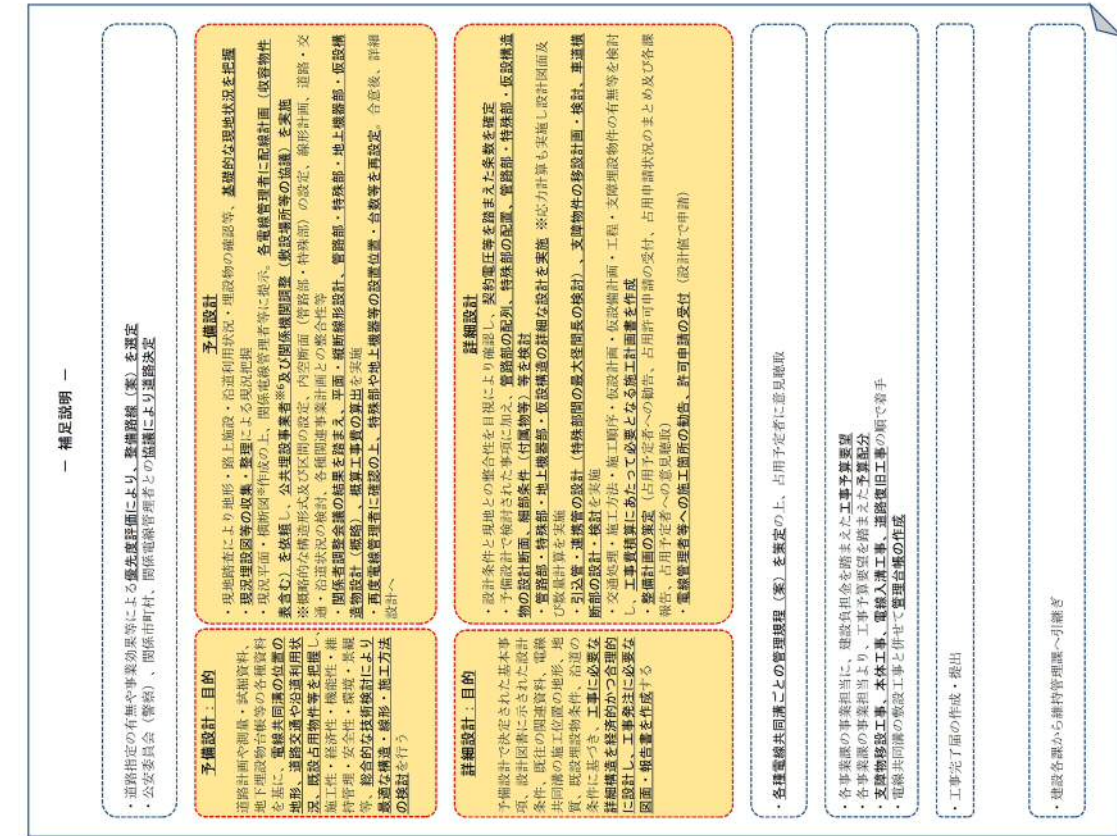 ― 補足説明 ―
・道路指定の有無や事業効果等による優先度評価により、整備路線（案）を選定
・公安委員会（警察）、関係市町村、関係電線管理者との協議により道路決定
予備設計：目的
道路計画や測量・試掘資料、
地下埋設物台帳等の各種資料
を基に、電線共同溝の位置の
地形、道路交通や沿道利用状
況、既設占用物件等を把握し、
施工性・経済性・機能性・維
持管理・安全性・環境・景観
等、総合的な技術検討により
最適な構造・線形・施工方法
の検討を行う
予備設計
・現地踏査により地形・路上施設・沿道利用状況・埋設物の確認等、基礎的な現地状況を把握
・現況埋設図等の収集・整理による現況把握
・現況平面・横断図※作成の上、関係電線管理者等に提示。各電線管理者に配線計画（収容物件
表含む）を依頼し、公共埋設事業者※6及び関係機関調整（敷設場所等の協議）を実施
※概略的な構造形式及び区間の設定、内空断面（管路部・特殊部）の設定、線形計画、道路・交
通・沿道状況の検討、各種関連事業計画との整合性等
・関係者調整会議の結果を踏まえ、平面・縦断線形設計、管路部・特殊部・地上機器部・仮設構
造物設計（概略）、概算工事費の算出を実施
・再度電線管理者に確認の上、特殊部や地上機器等の設置位置・台数等を再設定。合意後、詳細
設計へ
詳細設計：目的
予備設計で決定された基本事
項、設計図書に示された設計
条件、既往の関連資料、電線
共同溝の施工位置の地形、地
質、既設埋設物条件、沿道の
条件に基づき、工事に必要な
詳細構造を経済的かつ合理的
に設計し、工事発注に必要な
図面・報告書を作成する
詳細設計
・設計条件と現地との整合性を目視により確認し、契約電圧等を踏まえた条数を確定
・予備設計で検討された事項に加え、管路部の配列、特殊部の配置、管路部・特殊部・仮設構造
物の設計断面、細部条件（付属物等）等を検討
・管路部・特殊部・地上機器部・仮設構造の詳細な設計を実施 ※応力計算も実施し設計図面及
び数量計算を実施
・引込管・連携管の設計（特殊部間の最大径間長の検討）、支障物件の移設計画・検討、車道横
断部の設計・検討を実施
・交通処理・施工方法・施工順序・仮設計画・仮設備計画・工程・支障埋設物件の有無等を検討
し、工事費積算にあたって必要となる施工計画書を作成
・整備計画の策定（占用予定者への勧告、占用許可申請の受付、占用申請状況のまとめ及び各課
報告、占用予定者への意見聴取）
・電線管理者等への施工箇所の勧告、許可申請の受付（設計値で申請）
・各種電線共同溝ごとの管理規程（案）を策定の上、占用予定者に意見聴取
・各事業課の事業担当に、建設負担金を踏まえた工事予算要望
・各事業課の事業担当より、工事予算要望を踏まえた予算配分
・支障物移設工事、本体工事、電線入溝工事、道路復旧工事の順で着手
・電線共同溝の敷設工事と併せて管理台帳の作成
・工事完了届の作成・提出
・建設各課から維持管理課へ引継ぎ